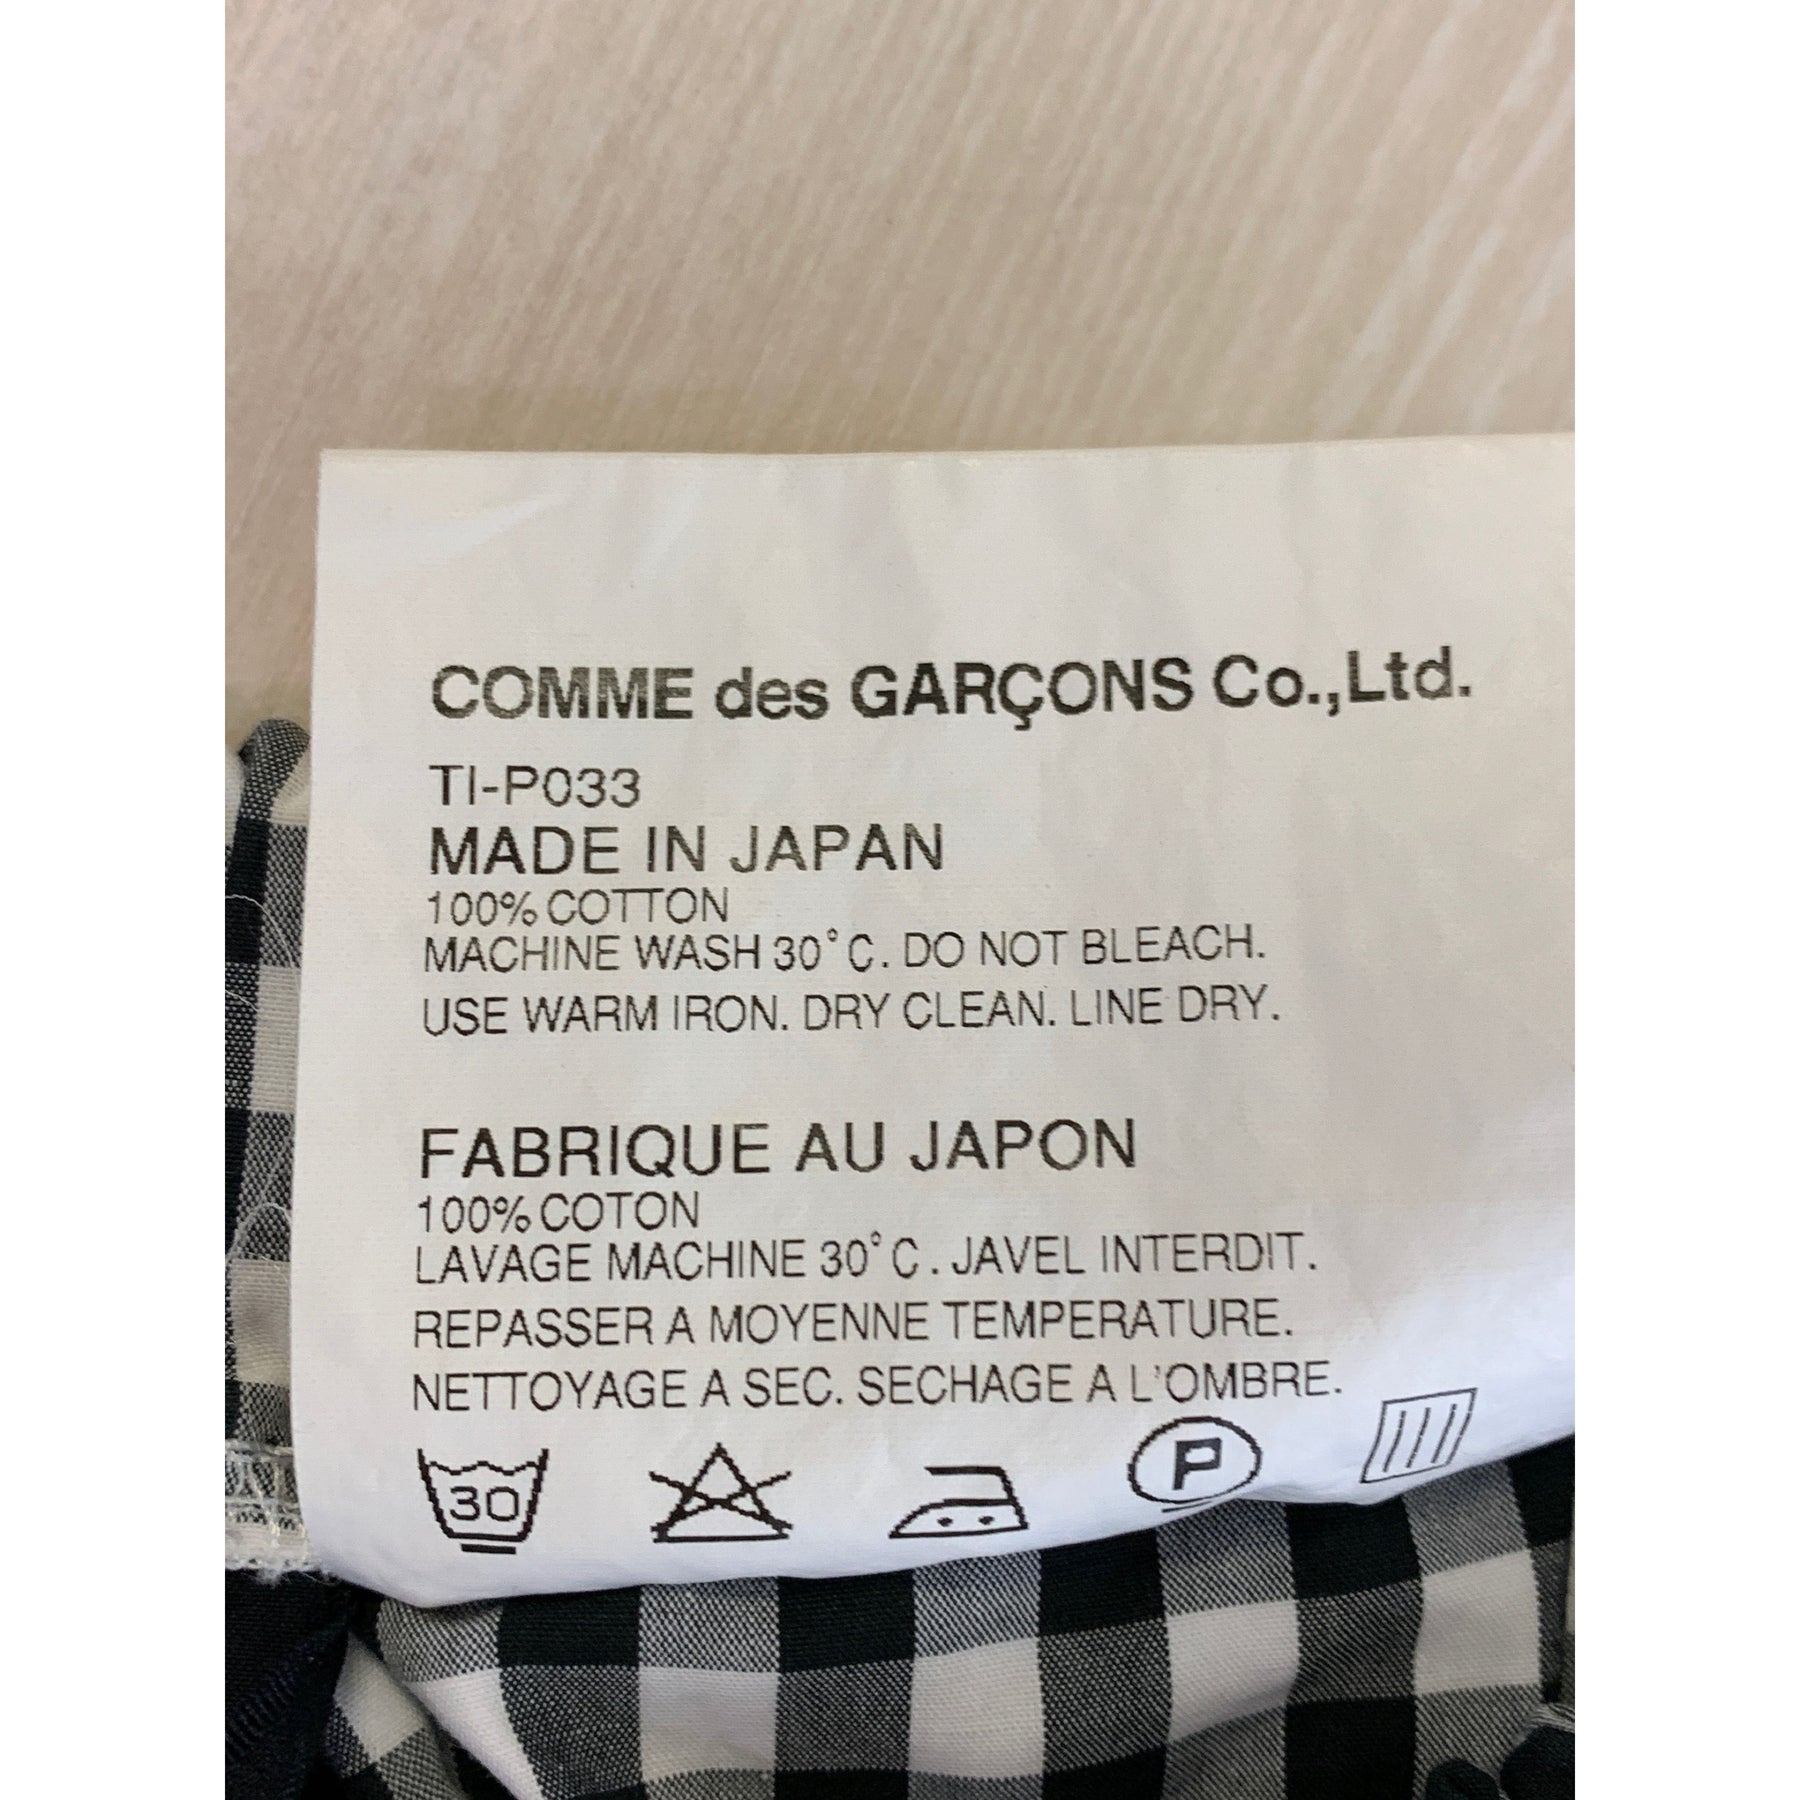 COMME des GARÇONS Co.,Ltd.
TI-P033
MADE IN JAPAN
100% COTTON
MACHINE WASH 30°C. DO NOT BLEACH.
USE WARM IRON. DRY CLEAN. LINE DRY.
FABRIQUE AU JAPON
100% COTON
LAVAGE MACHINE 30°C. JAVEL INTERDIT.
REPASSER A MOYENNE TEMPERATURE.
NETTOYAGE A SEC. SECHAGE A L'OMBRE.
30 P